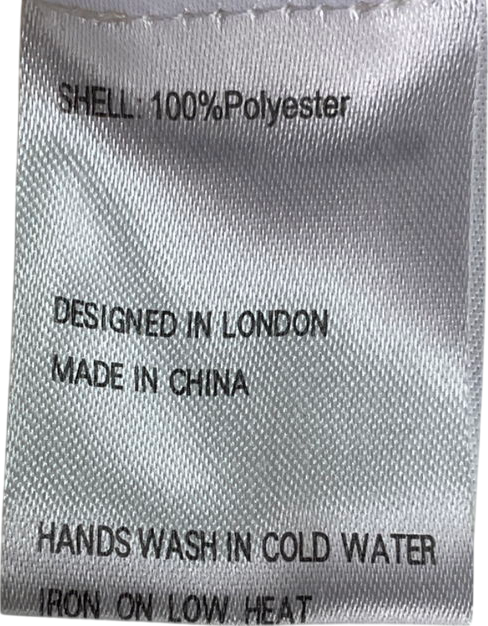 SHELL: 100%Polyester
DESIGNED IN LONDON
MADE IN CHINA
HANDS WASH IN COLD WATER
IRON ON LOW HEAT